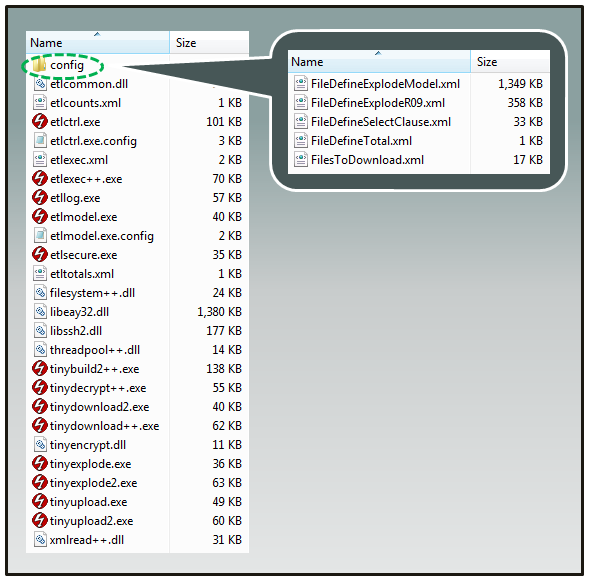 Name Size
config
etlcommon.dll
etlcounts.xml 1 KB
etlctrl.exe 101 KB
etlctrl.exe.config 3 KB
etlexec.xml 2 KB
etlexec++.exe 70 KB
etllog.exe 57 KB
etlmodel.exe 40 KB
etlmodel.exe.config 2 KB
etlsecure.exe 35 KB
etltotals.xml 1 KB
filesystem++.dll 24 KB
libeay32.dll 1,380 KB
libssh2.dll 177 KB
threadpool++.dll 14 KB
tinybuild2++.exe 138 KB
tinydecrypt++.exe 55 KB
tinydownload2.exe 40 KB
tinydownload++.exe 62 KB
tinyencrypt.dll 11 KB
tinyexplode.exe 36 KB
tinyexplode2.exe 63 KB
tinyupload.exe 49 KB
tinyupload2.exe 60 KB
xmlread++.dll 31 KB
Name Size
FileDefineExplodeModel.xml 1,349 KB
FileDefineExplodeR09.xml 358 KB
FileDefineSelectClause.xml 33 KB
FileDefineTotal.xml 1 KB
FilesToDownload.xml 17 KB